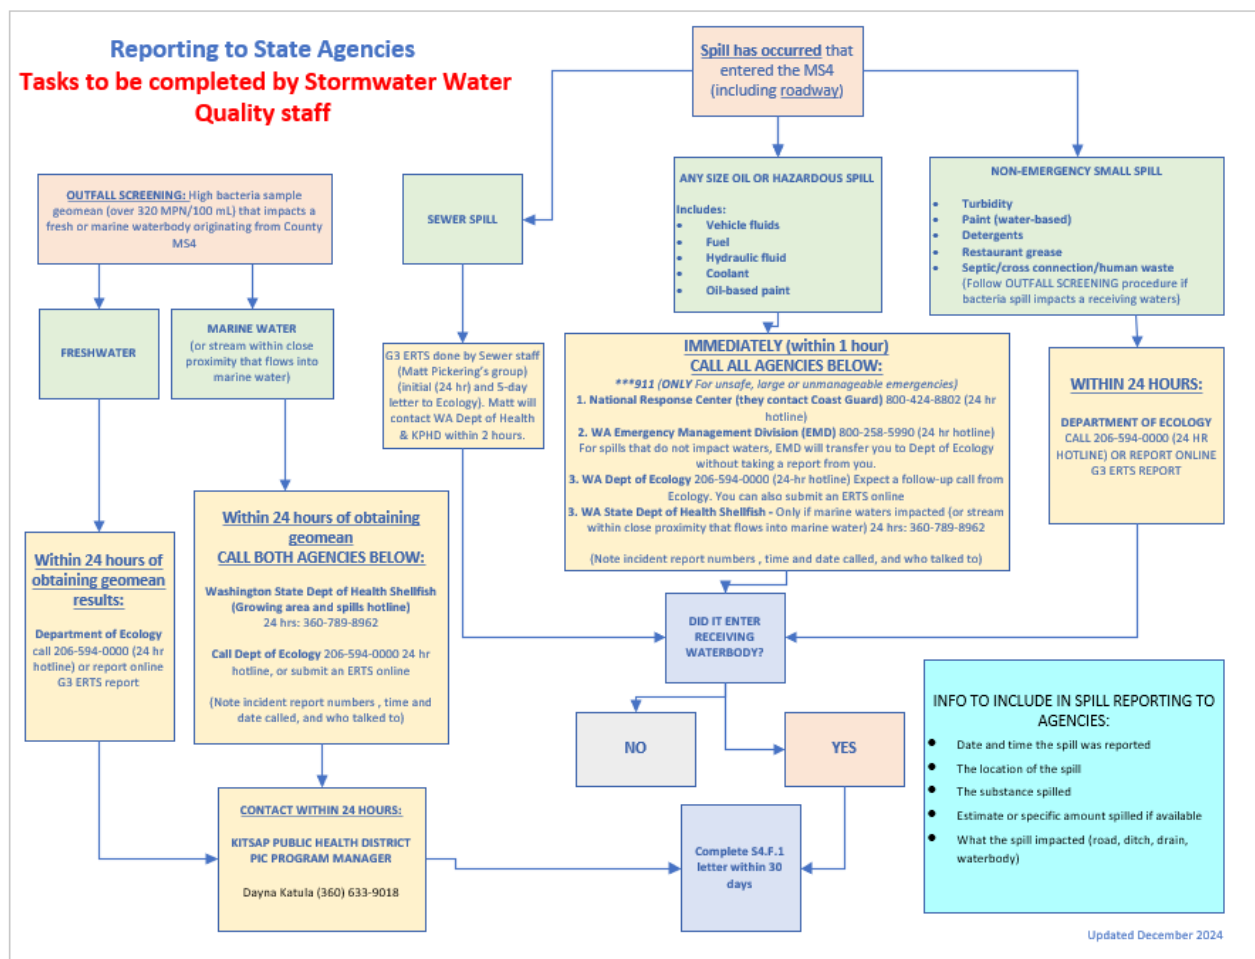 Reporting to State Agencies
Tasks to be completed by Stormwater Water
Quality staff
Spill has occurred that
entered the MS4
(including roadway)
OUTFALL SCREENING: High bacteria sample
geomean (over 320 MPN/100 mL) that impacts a
fresh or marine waterbody originating from County
MS4
SEWER SPILL
ANY SIZE OIL OR HAZARDOUS SPILL
Includes:
• Vehicle fluids
• Fuel
• Hydraulic fluid
• Coolant
• Oil-based paint
NON-EMERGENCY SMALL SPILL
• Turbidity
• Paint (water-based)
• Detergents
• Restaurant grease
• Septic/cross connection/human waste
(Follow OUTFALL SCREENING procedure if
bacteria spill impacts a receiving waters)
FRESHWATER
MARINE WATER
(or stream within close
proximity that flows into
marine water)
G3 ERTS done by Sewer staff
(Matt Pickering's group)
(initial (24 hr) and 5-day
letter to Ecology). Matt will
contact WA Dept of Health
& KPHD within 2 hours.
IMMEDIATELY (within 1 hour)
CALL ALL AGENCIES BELOW:
***911 (ONLY For unsafe, large or unmanageable emergencies)
1. National Response Center (they contact Coast Guard) 800-424-8802 (24 hr
hotline)
2. WA Emergency Management Division (EMD) 800-258-5990 (24 hr hotline)
For spills that do not impact waters, EMD will transfer you to Dept of Ecology
without taking a report from you.
3. WA Dept of Ecology 206-594-0000 (24-hr hotline) Expect a follow-up call from
Ecology. You can also submit an ERTS online
3. WA State Dept of Health Shellfish - Only if marine waters impacted (or stream
within close proximity that flows into marine water) 24 hrs: 360-789-8962
(Note incident report numbers , time and date called, and who talked to)
WITHIN 24 HOURS:
DEPARTMENT OF ECOLOGY
CALL 206-594-0000 (24 HR
HOTLINE) OR REPORT ONLINE
G3 ERTS REPORT
Within 24 hours of
obtaining geomean
results:
Department of Ecology
call 206-594-0000 (24 hr
hotline) or report online
G3 ERTS report
Within 24 hours of obtaining
geomean
CALL BOTH AGENCIES BELOW:
Washington State Dept of Health Shellfish
(Growing area and spills hotline)
24 hrs: 360-789-8962
Call Dept of Ecology 206-594-0000 24 hr
hotline, or submit an ERTS online
(Note incident report numbers , time and
date called, and who talked to)
DID IT ENTER
RECEIVING
WATERBODY?
NO
YES
CONTACT WITHIN 24 HOURS:
KITSAP PUBLIC HEALTH DISTRICT
PIC PROGRAM MANAGER
Dayna Katula (360) 633-9018
Complete S4.F.1
letter within 30
days
INFO TO INCLUDE IN SPILL REPORTING TO
AGENCIES:
• Date and time the spill was reported
• The location of the spill
• The substance spilled
• Estimate or specific amount spilled if available
• What the spill impacted (road, ditch, drain,
waterbody)
Updated December 2024